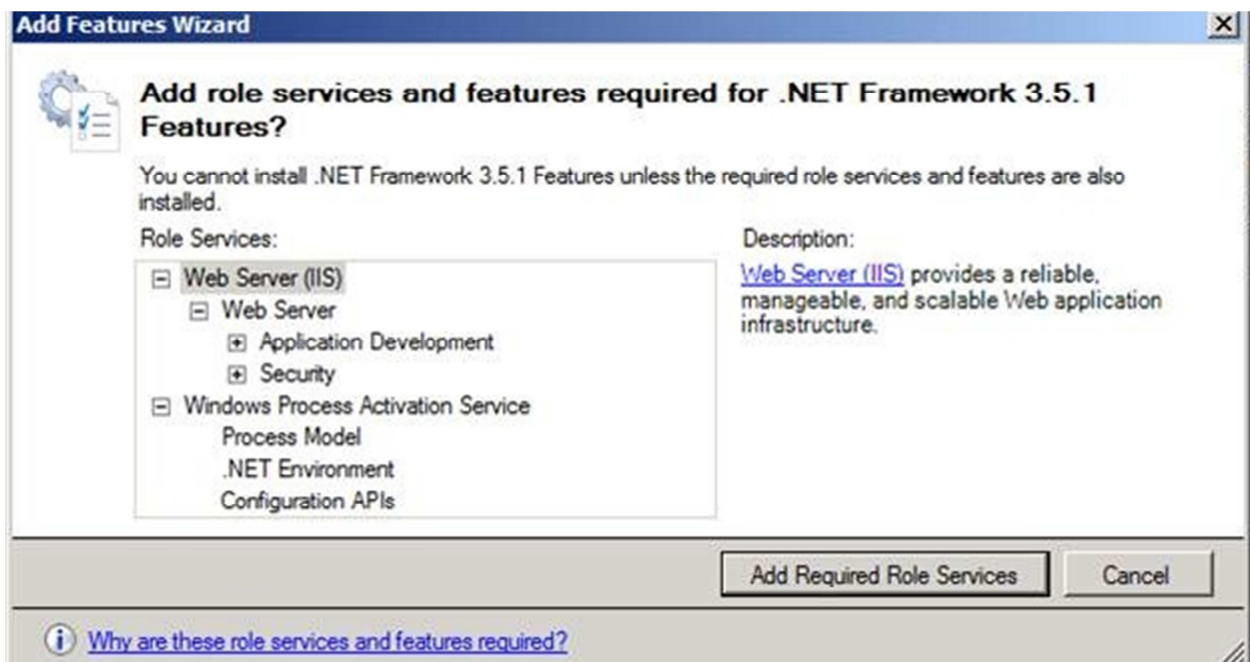 Add Features Wizard
Add role services and features required for .NET Framework 3.5.1
Features?
You cannot install .NET Framework 3.5.1 Features unless the required role services and features are also
installed.
Role Services:
Web Server (IIS)
Web Server
Application Development
Security
Windows Process Activation Service
Process Model
.NET Environment
Configuration APIs
Description:
Web Server (IIS) provides a reliable,
manageable, and scalable Web application
infrastructure.
Add Required Role Services
Cancel
Why are these role services and features required?